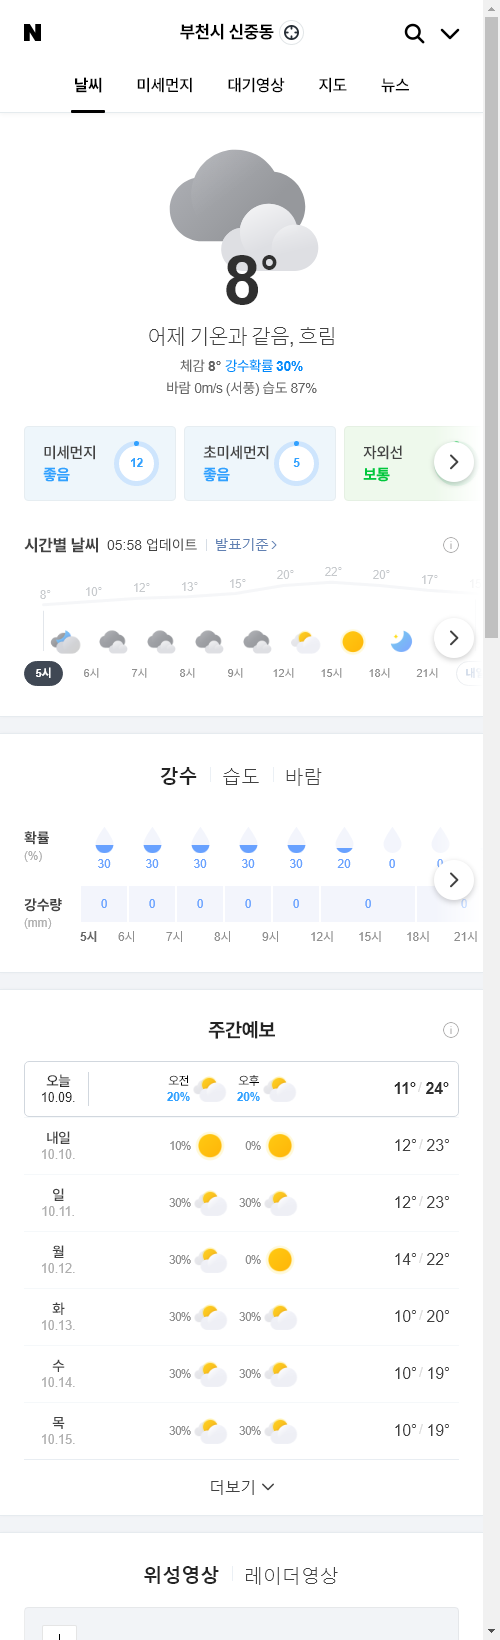 N
부천시 신중동
날씨 미세먼지 대기영상 지도 뉴스
8°
어제 기온과 같음, 흐림
체감 8° 강수확률 30%
바람 0m/s (서풍) 습도 87%
미세먼지 좋음 12
초미세먼지 좋음 5
자외선 보통
시간별 날씨 05:58 업데이트 발표기준
8° 10° 12° 13° 15° 20° 22° 20° 17°
5시 6시 7시 8시 9시 12시 15시 18시 21시
강수 습도 바람
확률 (%) 30 30 30 30 30 20 0 0
강수량 (mm) 0 0 0 0 0 0 0
5시 6시 7시 8시 9시 12시 15시 18시 21시
주간예보
오늘 10.09. 오전 20% 오후 20% 11° / 24°
내일 10.10. 10% 0% 12° / 23°
일 10.11. 30% 30% 12° / 23°
월 10.12. 30% 0% 14° / 22°
화 10.13. 30% 30% 10° / 20°
수 10.14. 30% 30% 10° / 19°
목 10.15. 30% 30% 10° / 19°
더보기
위성영상 레이더영상